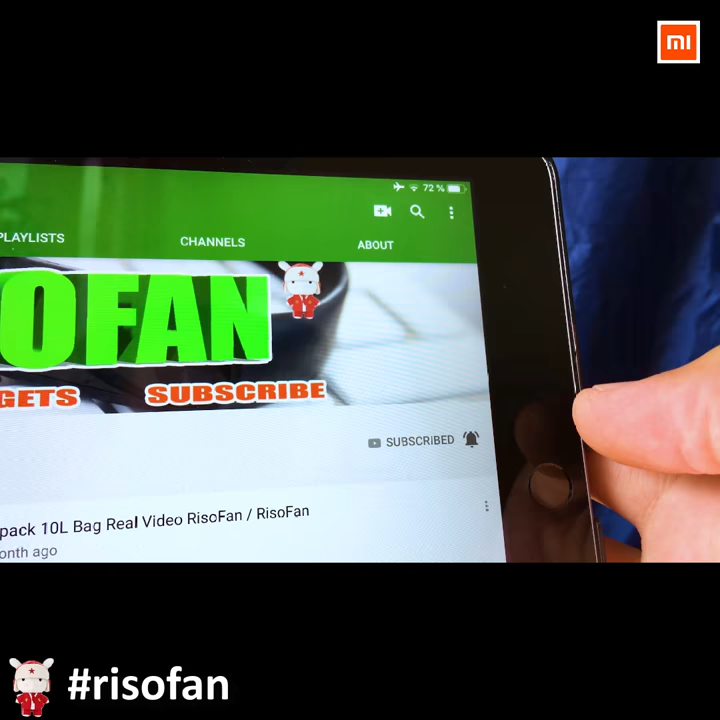 mi
72 %
PLAYLISTS CHANNELS ABOUT
OFAN
GETS SUBSCRIBE
SUBSCRIBED
pack 10L Bag Real Video RisoFan / RisoFan
onth ago
#risofan